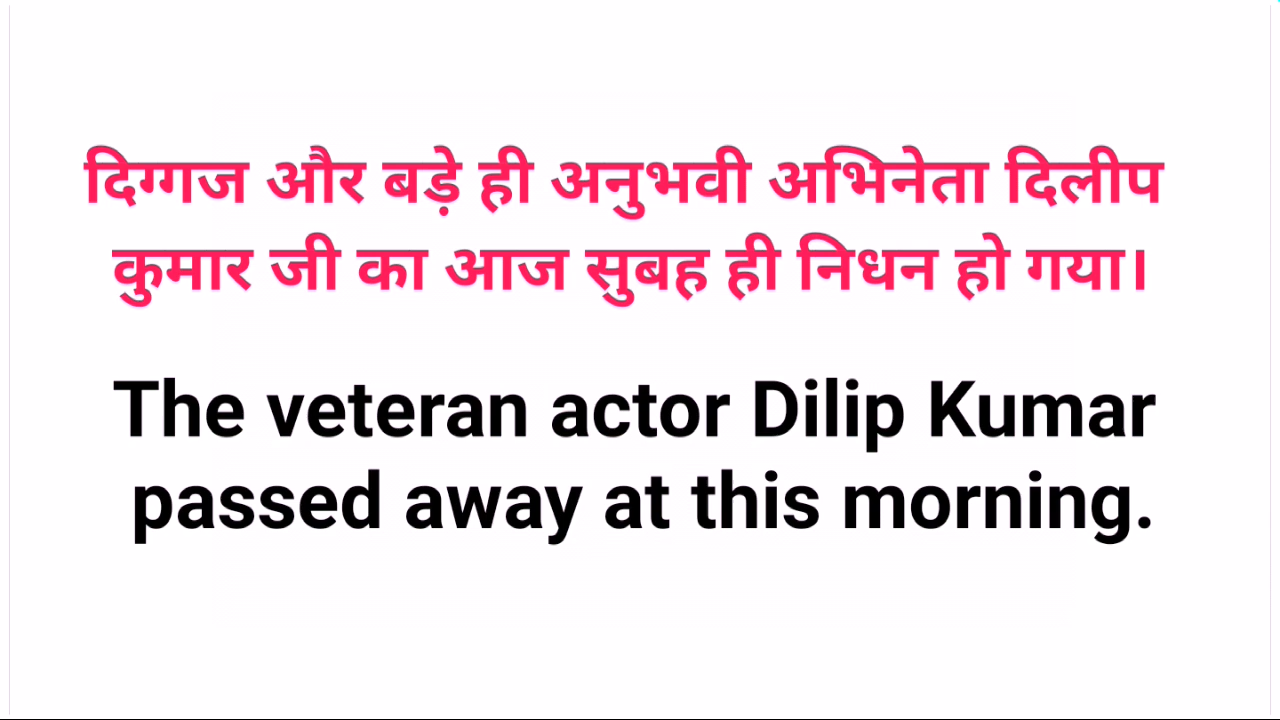 दिग्गज और बड़े ही अनुभवी अभिनेता दिलीप
कुमार जी का आज सुबह ही निधन हो गया।
The veteran actor Dilip Kumar
passed away at this morning.